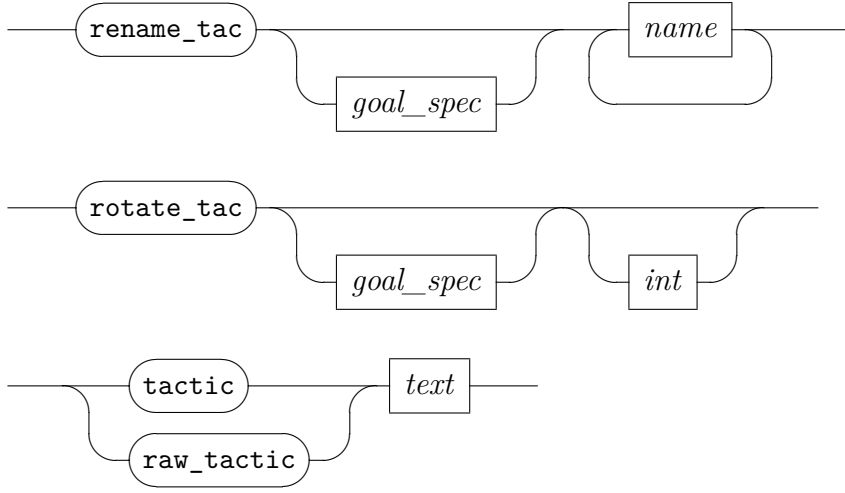 rename_tac name
goal_spec
rotate_tac
goal_spec int
tactic text
raw_tactic